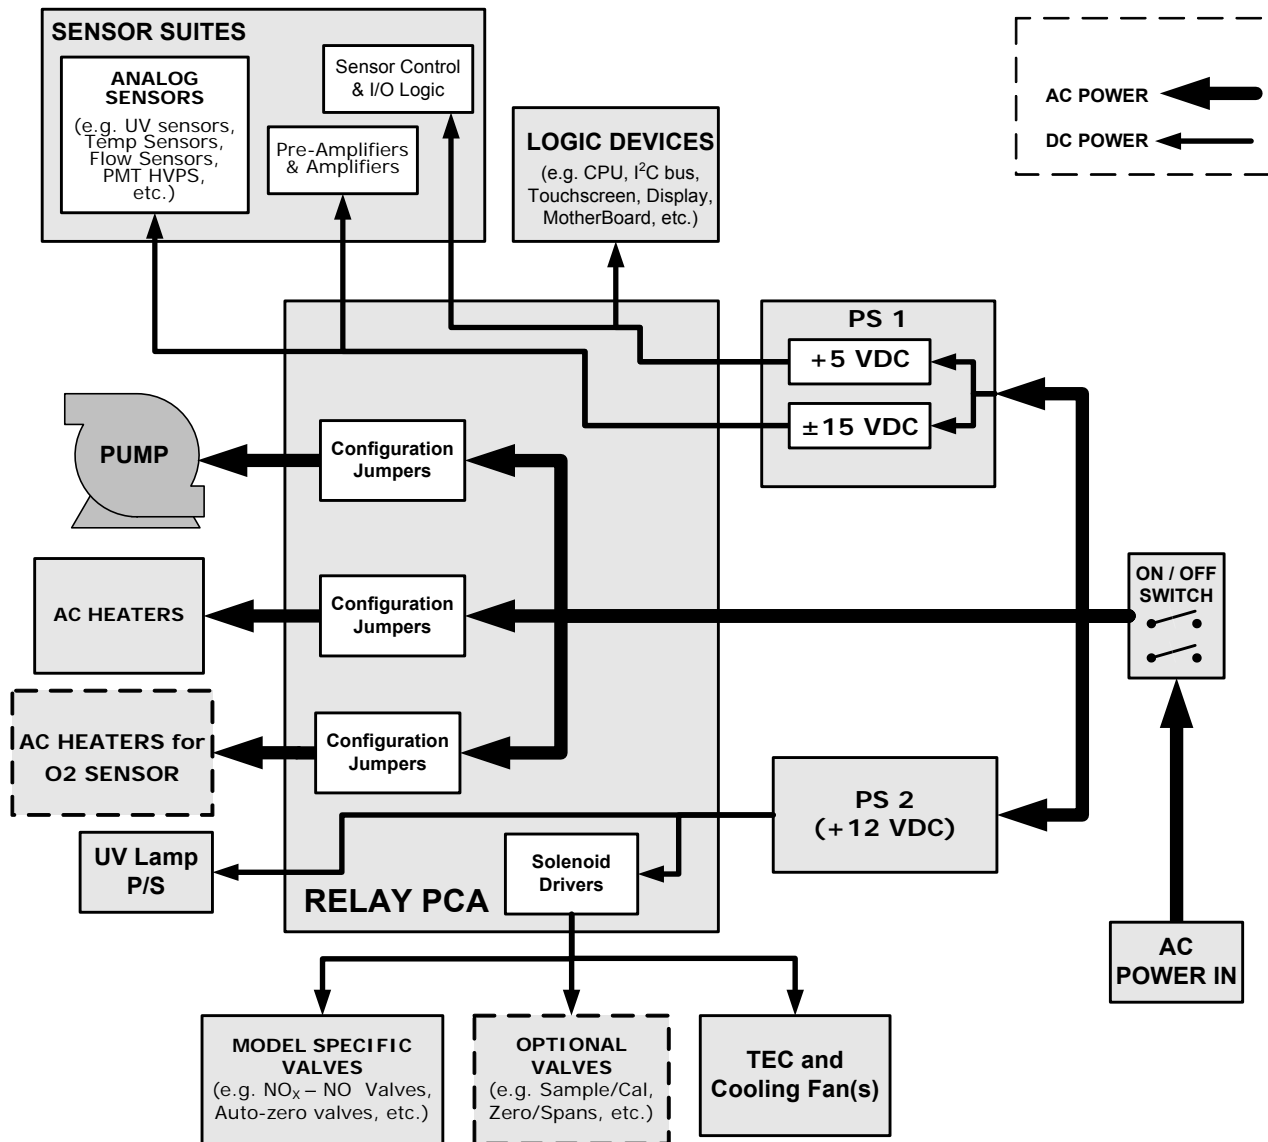 SENSOR SUITES
ANALOG
SENSORS
(e.g. UV sensors,
Temp Sensors,
Flow Sensors,
PMT HVPS,
etc.)
Sensor Control
& I/O Logic
Pre-Amplifiers
& Amplifiers
LOGIC DEVICES
(e.g. CPU, I²C bus,
Touchscreen, Display,
MotherBoard, etc.)
AC POWER
DC POWER
PS 1
+5 VDC
±15 VDC
PUMP
Configuration
Jumpers
AC HEATERS
Configuration
Jumpers
ON / OFF
SWITCH
AC HEATERS for
O2 SENSOR
Configuration
Jumpers
PS 2
(+12 VDC)
UV Lamp
P/S
Solenoid
Drivers
RELAY PCA
AC
POWER IN
MODEL SPECIFIC
VALVES
(e.g. NOₓ – NO Valves,
Auto-zero valves, etc.)
OPTIONAL
VALVES
(e.g. Sample/Cal,
Zero/Spans, etc.)
TEC and
Cooling Fan(s)